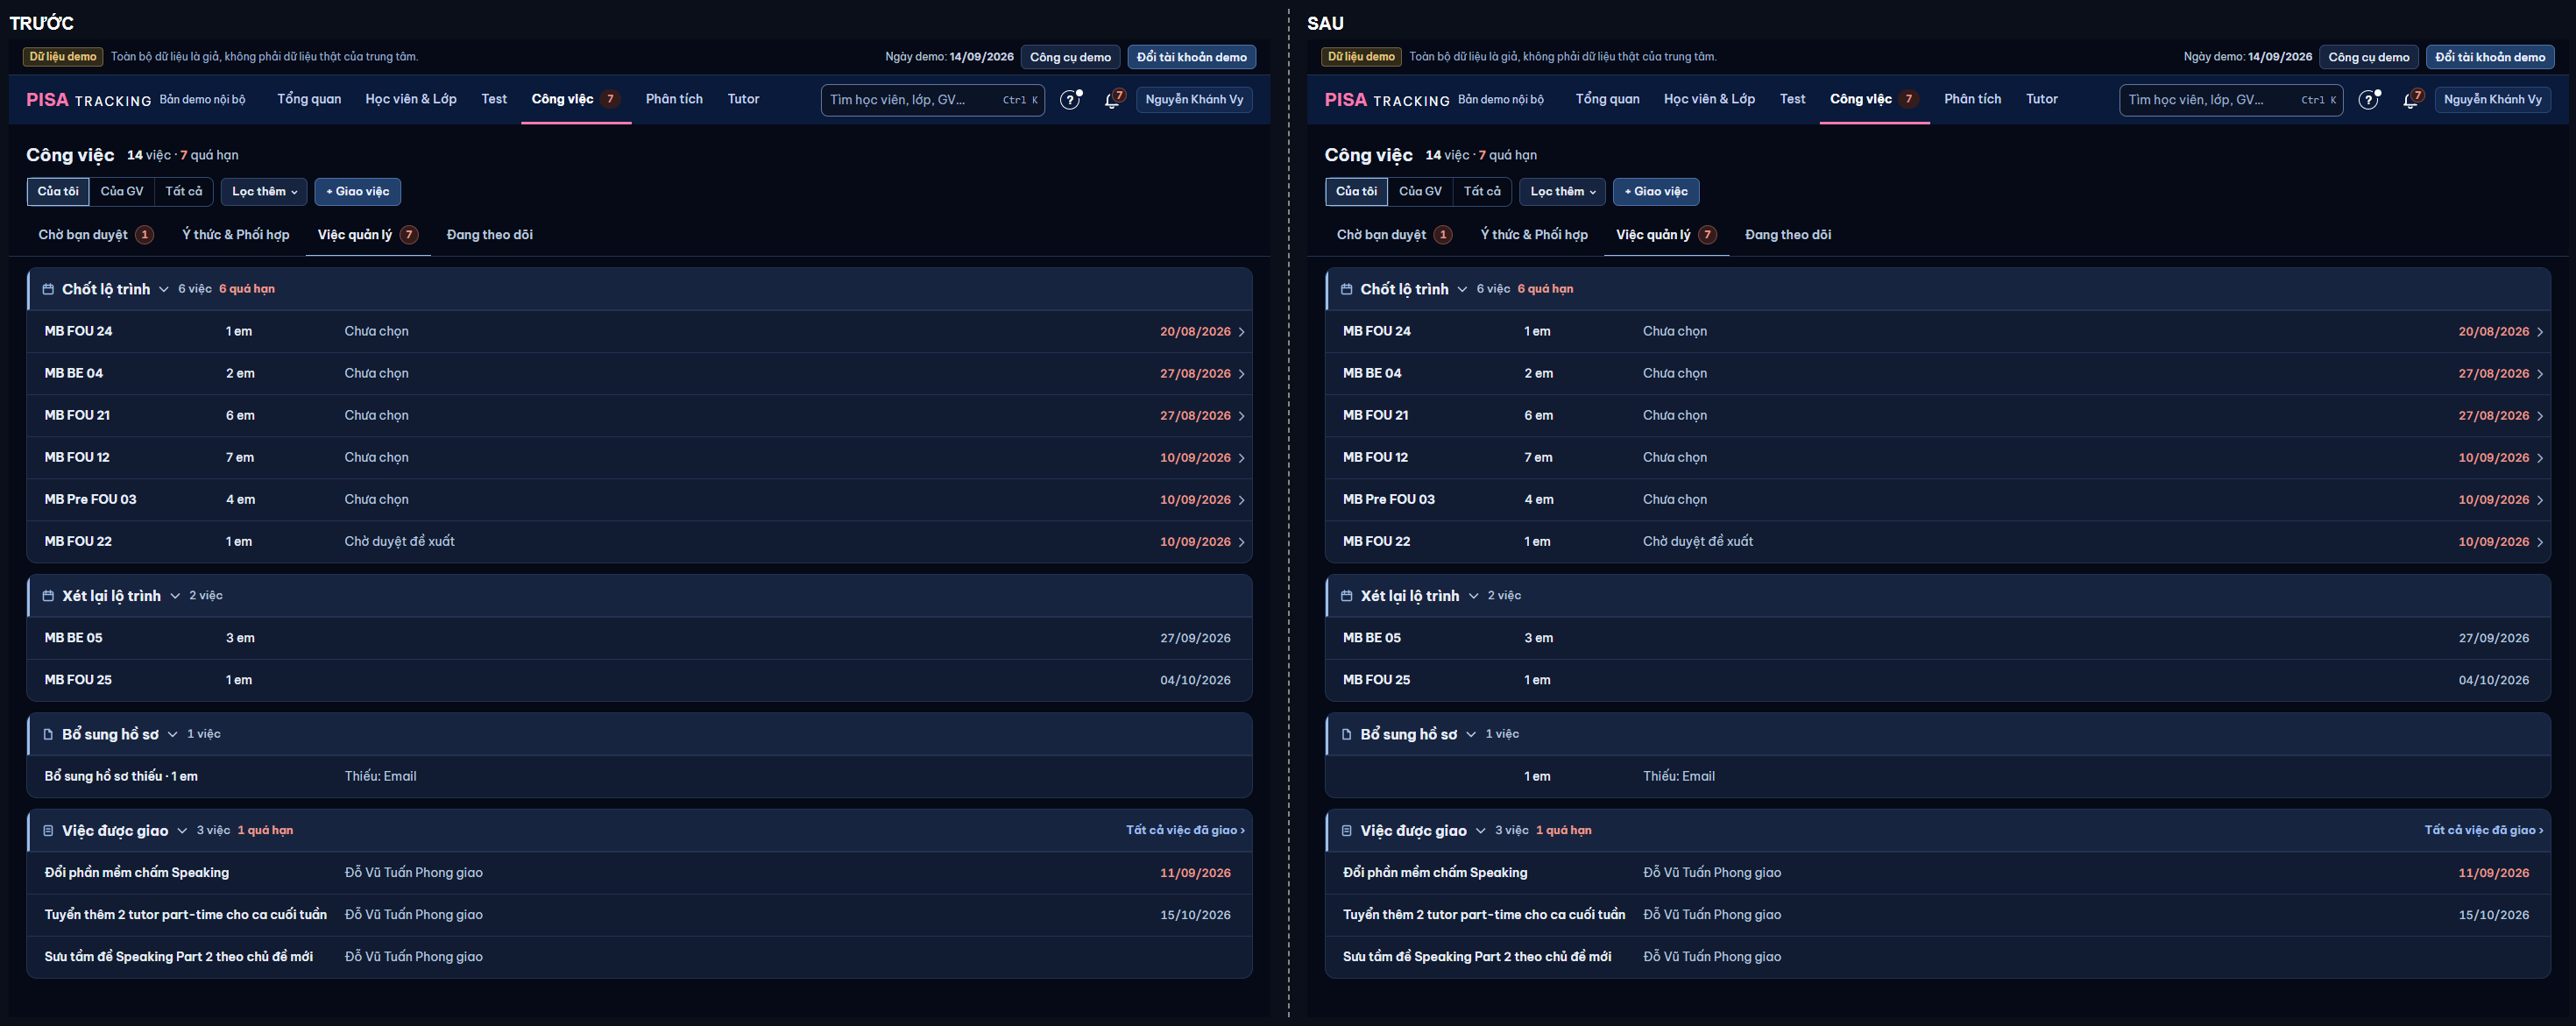 TRƯỚC
Dữ liệu demo Toàn bộ dữ liệu là giả, không phải dữ liệu thật của trung tâm. Ngày demo: 14/09/2026 Công cụ demo Đổi tài khoản demo
PISA TRACKING Bản demo nội bộ Tổng quan Học viên & Lớp Test Công việc 7 Phân tích Tutor Tìm học viên, lớp, GV... Ctrl K ? 7 Nguyễn Khánh Vy
Công việc 14 việc · 7 quá hạn
Của tôi Của GV Tất cả Lọc thêm + Giao việc
Chờ bạn duyệt 1 Ý thức & Phối hợp Việc quản lý 7 Đang theo dõi
Chốt lộ trình 6 việc 6 quá hạn
MB FOU 24 1 em Chưa chọn 20/08/2026
MB BE 04 2 em Chưa chọn 27/08/2026
MB FOU 21 6 em Chưa chọn 27/08/2026
MB FOU 12 7 em Chưa chọn 10/09/2026
MB Pre FOU 03 4 em Chưa chọn 10/09/2026
MB FOU 22 1 em Chờ duyệt đề xuất 10/09/2026
Xét lại lộ trình 2 việc
MB BE 05 3 em 27/09/2026
MB FOU 25 1 em 04/10/2026
Bổ sung hồ sơ 1 việc
Bổ sung hồ sơ thiếu · 1 em Thiếu: Email
Việc được giao 3 việc 1 quá hạn Tất cả việc đã giao ›
Đổi phần mềm chấm Speaking Đỗ Vũ Tuấn Phong giao 11/09/2026
Tuyển thêm 2 tutor part-time cho ca cuối tuần Đỗ Vũ Tuấn Phong giao 15/10/2026
Sưu tầm đề Speaking Part 2 theo chủ đề mới Đỗ Vũ Tuấn Phong giao
SAU
Dữ liệu demo Toàn bộ dữ liệu là giả, không phải dữ liệu thật của trung tâm. Ngày demo: 14/09/2026 Công cụ demo Đổi tài khoản demo
PISA TRACKING Bản demo nội bộ Tổng quan Học viên & Lớp Test Công việc 7 Phân tích Tutor Tìm học viên, lớp, GV... Ctrl K ? 7 Nguyễn Khánh Vy
Công việc 14 việc · 7 quá hạn
Của tôi Của GV Tất cả Lọc thêm + Giao việc
Chờ bạn duyệt 1 Ý thức & Phối hợp Việc quản lý 7 Đang theo dõi
Chốt lộ trình 6 việc 6 quá hạn
MB FOU 24 1 em Chưa chọn 20/08/2026
MB BE 04 2 em Chưa chọn 27/08/2026
MB FOU 21 6 em Chưa chọn 27/08/2026
MB FOU 12 7 em Chưa chọn 10/09/2026
MB Pre FOU 03 4 em Chưa chọn 10/09/2026
MB FOU 22 1 em Chờ duyệt đề xuất 10/09/2026
Xét lại lộ trình 2 việc
MB BE 05 3 em 27/09/2026
MB FOU 25 1 em 04/10/2026
Bổ sung hồ sơ 1 việc
1 em Thiếu: Email
Việc được giao 3 việc 1 quá hạn Tất cả việc đã giao ›
Đổi phần mềm chấm Speaking Đỗ Vũ Tuấn Phong giao 11/09/2026
Tuyển thêm 2 tutor part-time cho ca cuối tuần Đỗ Vũ Tuấn Phong giao 15/10/2026
Sưu tầm đề Speaking Part 2 theo chủ đề mới Đỗ Vũ Tuấn Phong giao